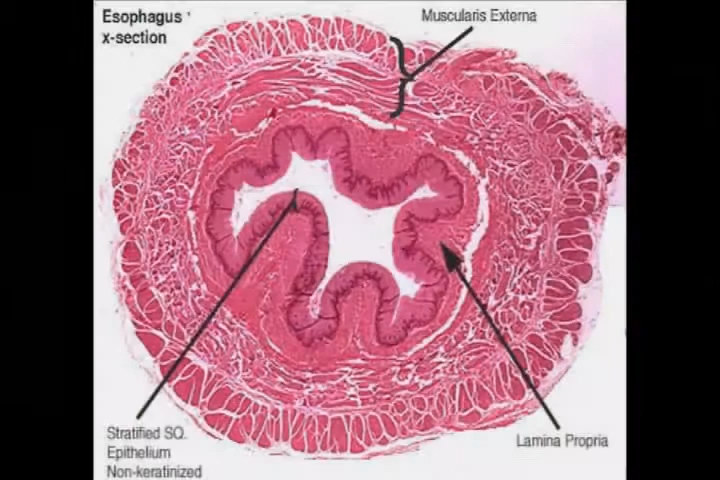 Esophagus
x-section
Muscularis Externa
Stratified SQ.
Epithelium
Non-keratinized
Lamina Propria